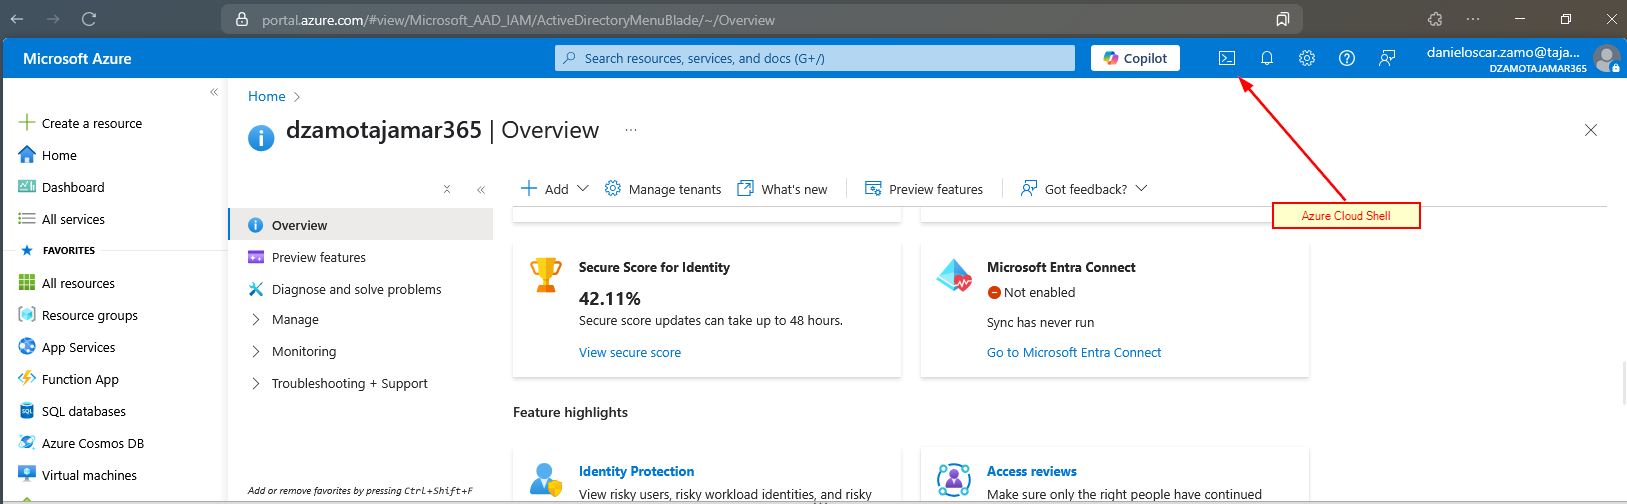 portal.azure.com/#view/Microsoft_AAD_IAM/ActiveDirectoryMenuBlade/~/Overview
Microsoft Azure
Search resources, services, and docs (G+/)
Copilot
danieloscar.zamo@taja...
DZAMOTAJAMAR365
Create a resource
Home
Dashboard
All services
FAVORITES
All resources
Resource groups
App Services
Function App
SQL databases
Azure Cosmos DB
Virtual machines
Home
dzamotajamar365 | Overview
...
Overview
Preview features
Diagnose and solve problems
Manage
Monitoring
Troubleshooting + Support
Add or remove favorites by pressing Ctrl+Shift+F
Add
Manage tenants
What's new
Preview features
Got feedback?
Azure Cloud Shell
Secure Score for Identity
42.11%
Secure score updates can take up to 48 hours.
View secure score
Microsoft Entra Connect
Not enabled
Sync has never run
Go to Microsoft Entra Connect
Feature highlights
Identity Protection
View risky users, risky workload identities, and risky
Access reviews
Make sure only the right people have continued